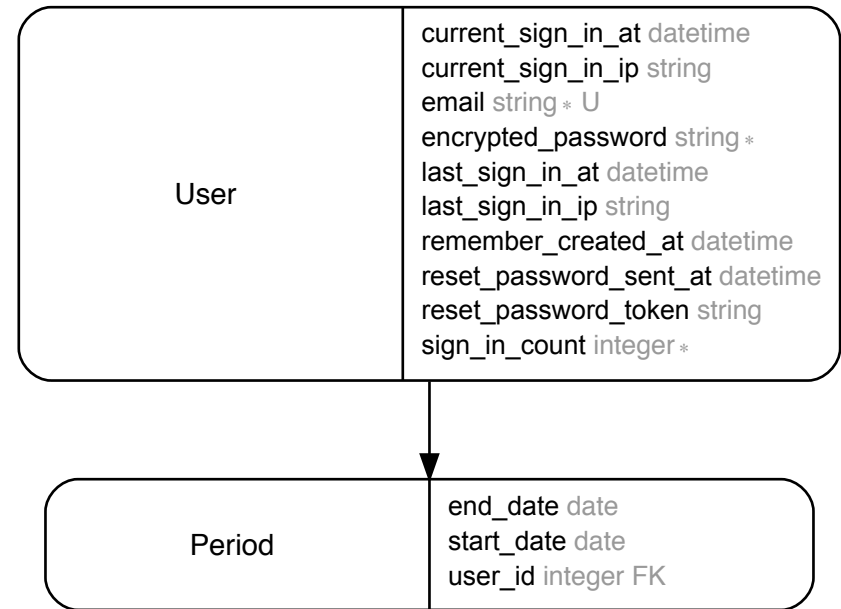 User
current_sign_in_at datetime
current_sign_in_ip string
email string * U
encrypted_password string *
last_sign_in_at datetime
last_sign_in_ip string
remember_created_at datetime
reset_password_sent_at datetime
reset_password_token string
sign_in_count integer *
Period
end_date date
start_date date
user_id integer FK